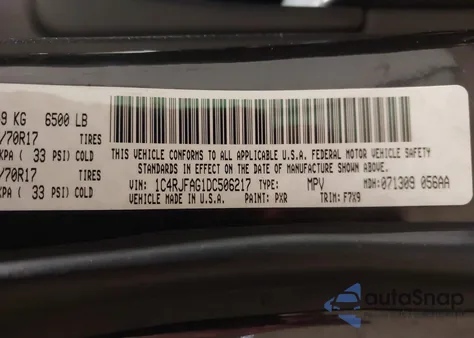 9 KG 6500 LB
/70R17 TIRES
KPA ( 33 PSI) COLD
/70R17 TIRES
KPA ( 33 PSI) COLD
THIS VEHICLE CONFORMS TO ALL APPLICABLE U.S.A. FEDERAL MOTOR VEHICLE SAFETY
STANDARDS IN EFFECT ON THE DATE OF MANUFACTURE SHOWN ABOVE.
VIN: 1C4RJFAG1DC506217 TYPE: MPV MDH: 071309 056AA
VEHICLE MADE IN U.S.A. PAINT: PXR TRIM: F7X9
autoSnap